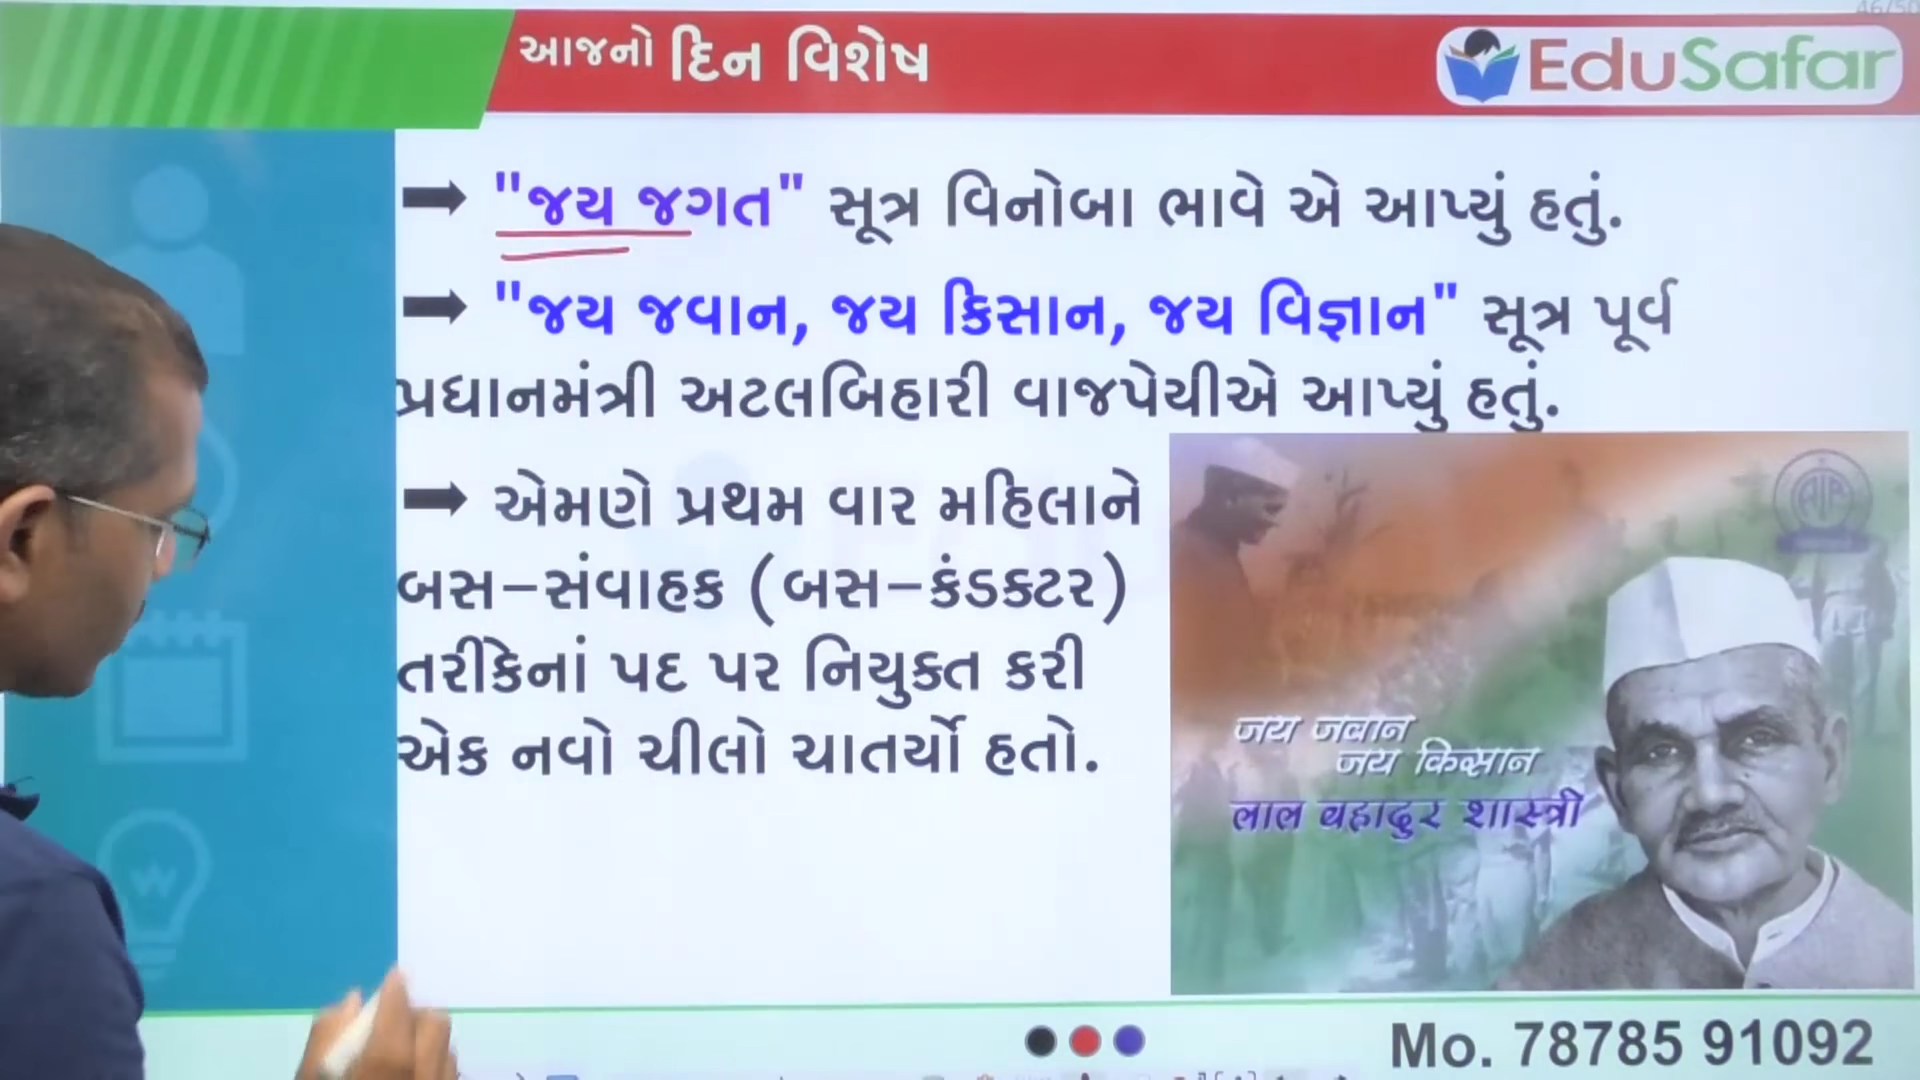 આજનો દિન વિશેષ
EduSafar
➡ "જય જગત" સૂત્ર વિનોબા ભાવે એ આપ્યું હતું.
➡ "જય જવાન, જય કિસાન, જય વિજ્ઞાન" સૂત્ર પૂર્વ
પ્રધાનમંત્રી અટલબિહારી વાજપેયીએ આપ્યું હતું.
➡ એમણે પ્રથમ વાર મહિલાને
બસ-સંવાહક (બસ-કંડક્ટર)
તરીકેનાં પદ પર નિયુક્ત કરી
એક નવો ચીલો ચાતર્યો હતો.
जय जवान
जय किसान
लाल बहादुर शास्त्री
Mo. 78785 91092